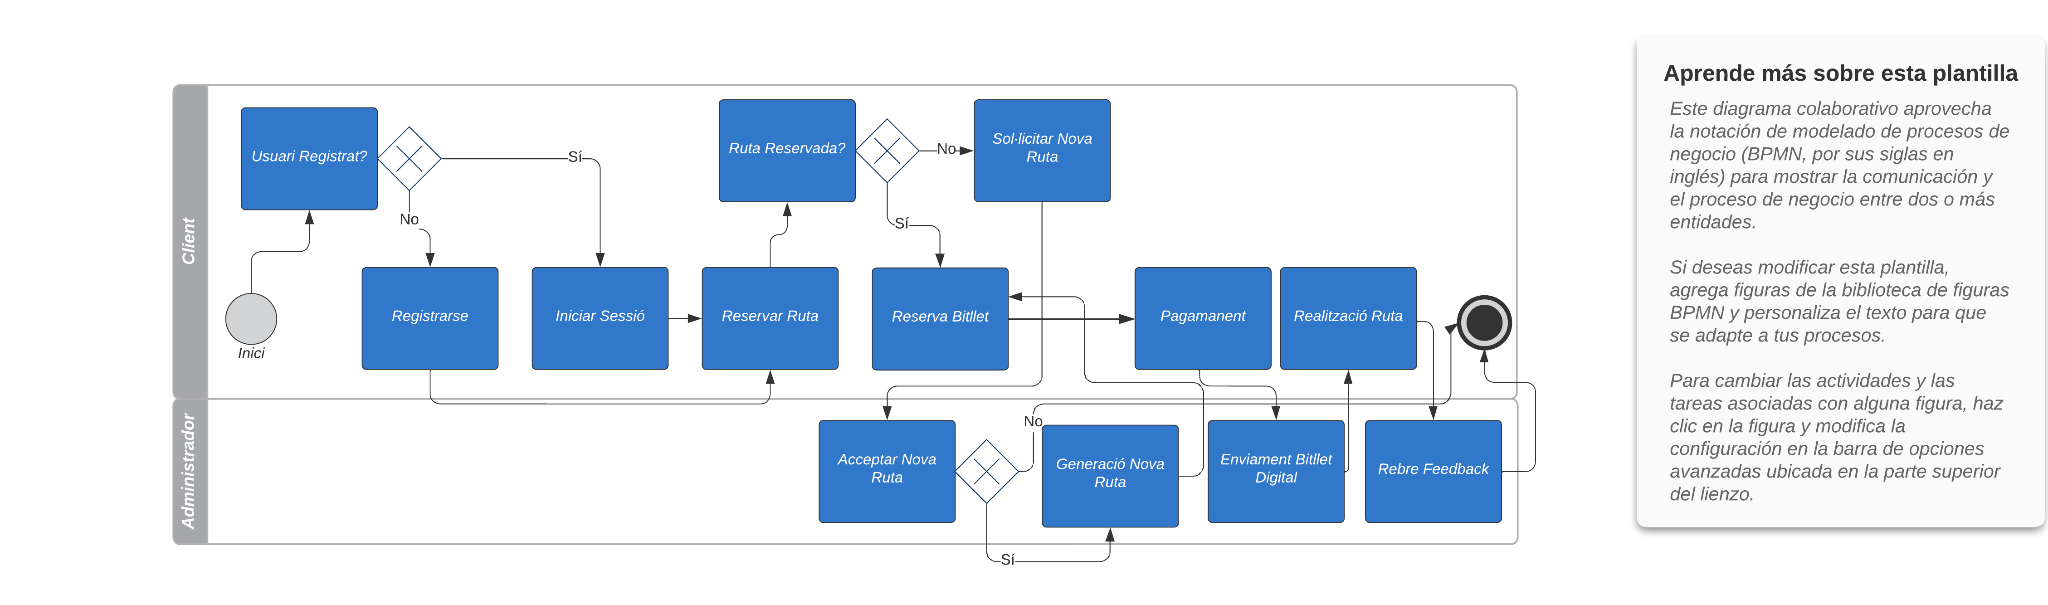 Client
Usuari Registrat?
Sí
No
Ruta Reservada?
No
Sí
Sol·licitar Nova
Ruta
Inici
Registrarse
Iniciar Sessió
Reservar Ruta
Reserva Bitllet
Pagamanent
Realització Ruta
Administrador
Acceptar Nova
Ruta
No
Sí
Generació Nova
Ruta
Enviament Bitllet
Digital
Rebre Feedback
Aprende más sobre esta plantilla
Este diagrama colaborativo aprovecha
la notación de modelado de procesos de
negocio (BPMN, por sus siglas en
inglés) para mostrar la comunicación y
el proceso de negocio entre dos o más
entidades.
Si deseas modificar esta plantilla,
agrega figuras de la biblioteca de figuras
BPMN y personaliza el texto para que
se adapte a tus procesos.
Para cambiar las actividades y las
tareas asociadas con alguna figura, haz
clic en la figura y modifica la
configuración en la barra de opciones
avanzadas ubicada en la parte superior
del lienzo.